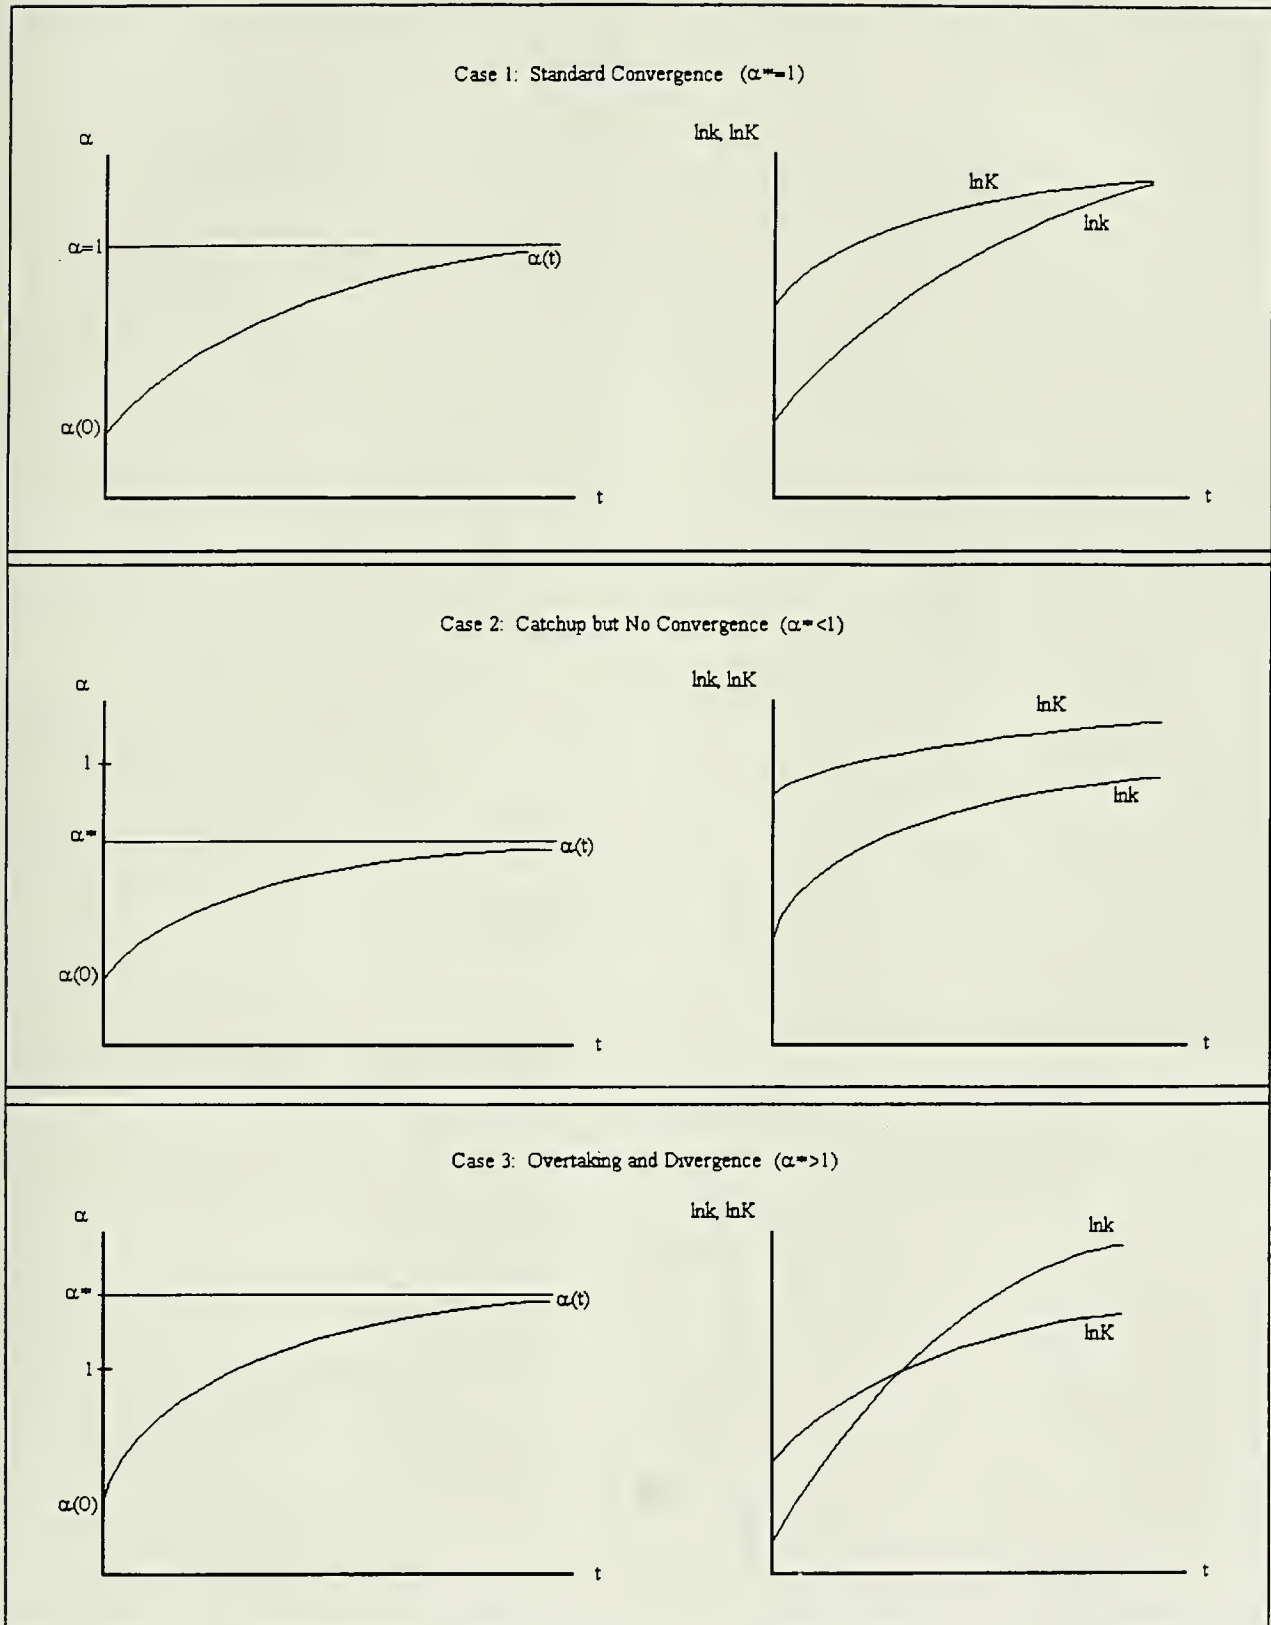 Case 1: Standard Convergence (α*=1)
α
lnk, lnK
lnK
α=1
lnk
α(t)
α(0)
t
t
Case 2: Catchup but No Convergence (α*<1)
α
lnk, lnK
lnK
1
lnk
α*
α(t)
α(0)
t
t
Case 3: Overtaking and Divergence (α*>1)
α
lnk, lnK
lnk
α*
α(t)
lnK
1
α(0)
t
t